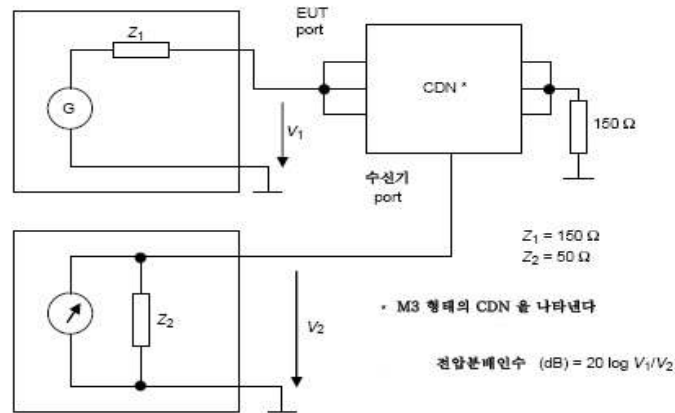 Z1
G
V1
EUT
port
CDN *
150 Ω
수신기
port
Z1 = 150 Ω
Z2 = 50 Ω
Z2
V2
* M3 형태의 CDN 을 나타낸다
전압분배인수 (dB) = 20 log V1/V2